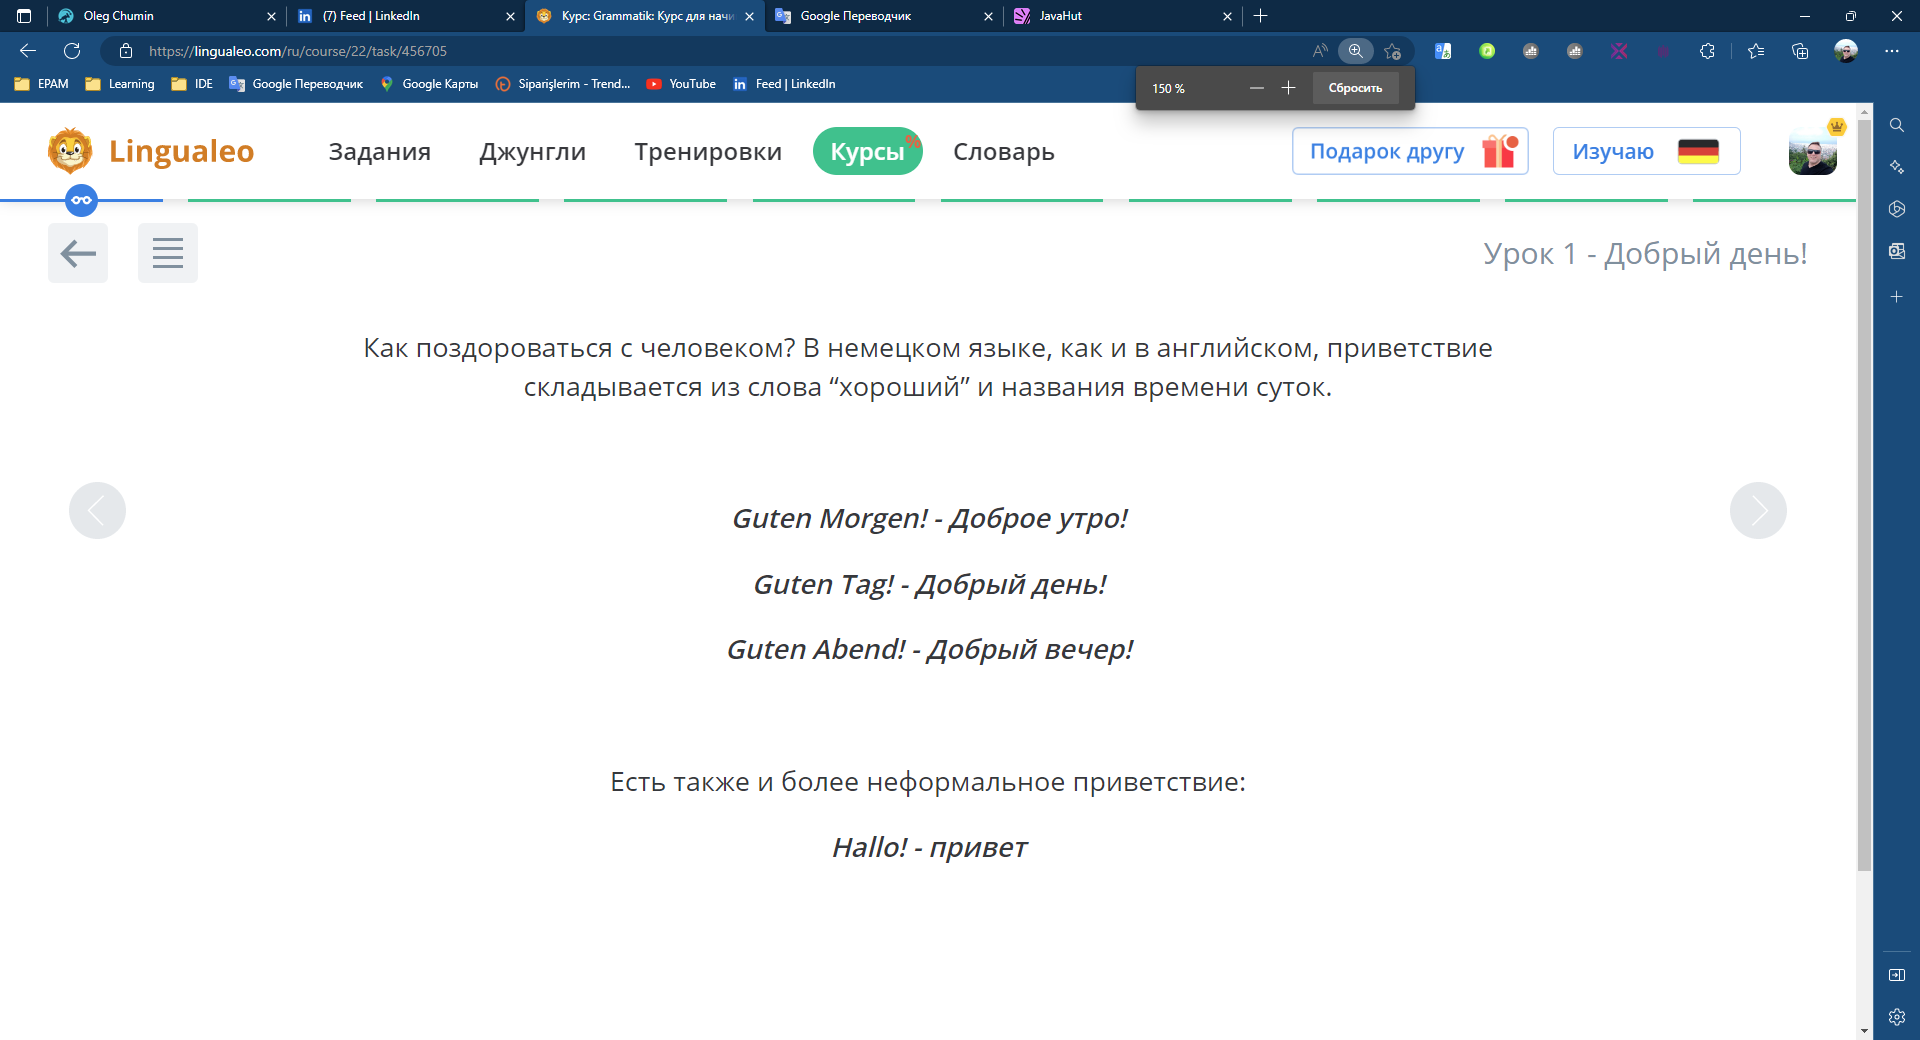 Oleg Chumin
(7) Feed | LinkedIn
Курс: Grammatik: Курс для начи
Google Переводчик
JavaHut
https://lingualeo.com/ru/course/22/task/456705
EPAM
Learning
IDE
Google Переводчик
Google Карты
Siparişlerim - Trend...
YouTube
Feed | LinkedIn
150 %
Сбросить
Lingualeo
Задания
Джунгли
Тренировки
Курсы
%
Словарь
Подарок другу
Изучаю
Урок 1 - Добрый день!
Как поздороваться с человеком? В немецком языке, как и в английском, приветствие
складывается из слова “хороший” и названия времени суток.
Guten Morgen! - Доброе утро!
Guten Tag! - Добрый день!
Guten Abend! - Добрый вечер!
Есть также и более неформальное приветствие:
Hallo! - привет